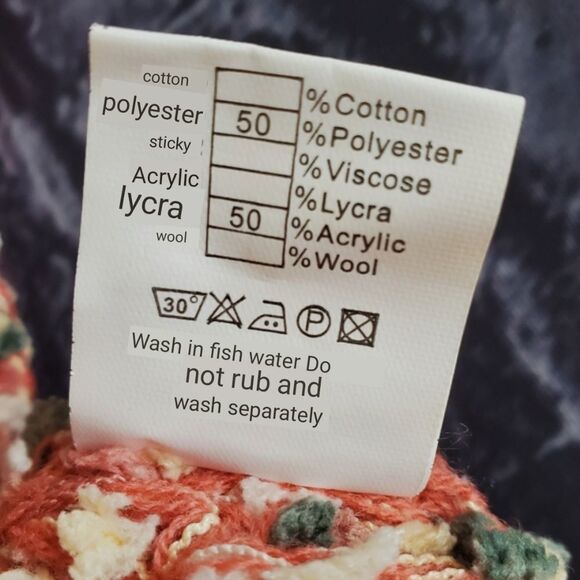 cotton % Cotton
polyester 50 % Polyester
sticky % Viscose
Acrylic % Lycra
lycra 50 % Acrylic
wool % Wool
30° P
Wash in fish water Do
not rub and
wash separately